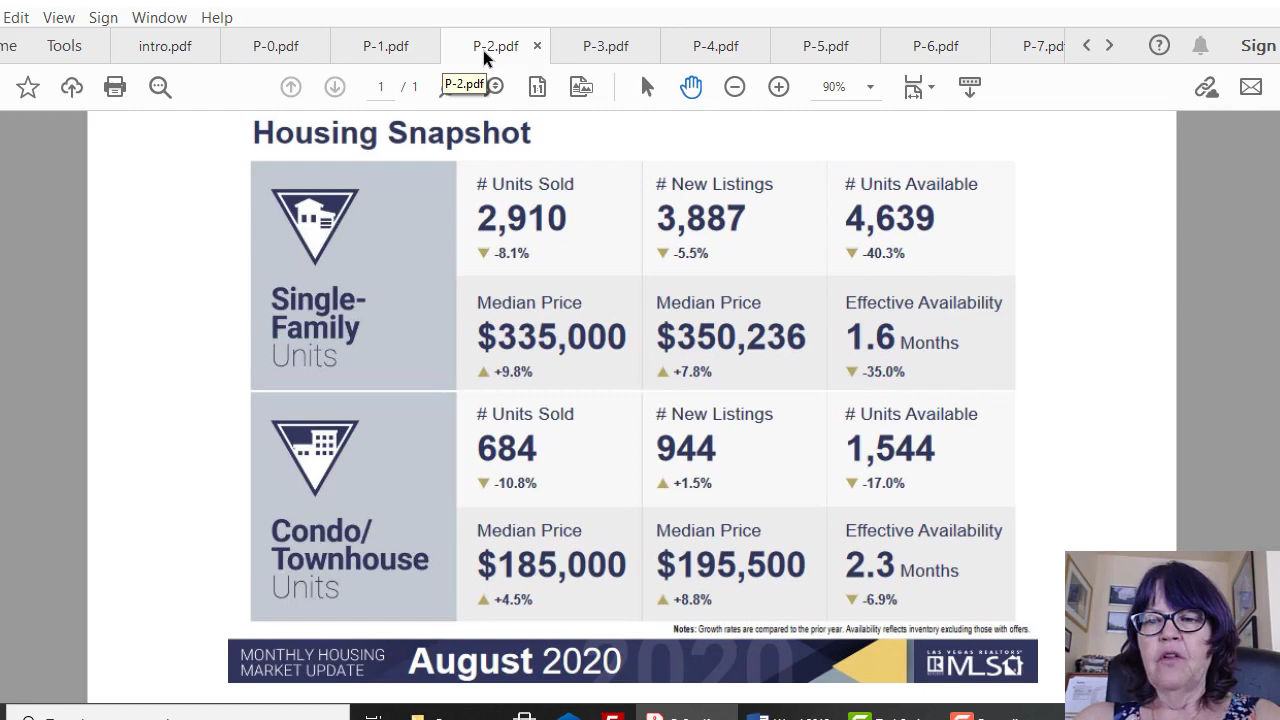 Edit View Sign Window Help
me Tools intro.pdf P-0.pdf P-1.pdf P-2.pdf × P-3.pdf P-4.pdf P-5.pdf P-6.pdf P-7.pd Sign
1 / 1 P-2.pdf 90%
Housing Snapshot
# Units Sold # New Listings # Units Available
2,910 3,887 4,639
-8.1% -5.5% -40.3%
Single-
Family
Units
Median Price Median Price Effective Availability
$335,000 $350,236 1.6 Months
+9.8% +7.8% -35.0%
# Units Sold # New Listings # Units Available
684 944 1,544
-10.8% +1.5% -17.0%
Condo/
Townhouse
Units
Median Price Median Price Effective Availability
$185,000 $195,500 2.3 Months
+4.5% +8.8% -6.9%
Notes: Growth rates are compared to the prior year. Availability reflects inventory excluding those with offers.
MONTHLY HOUSING
MARKET UPDATE
August 2020
2020
LAS VEGAS REALTORS®
MLS